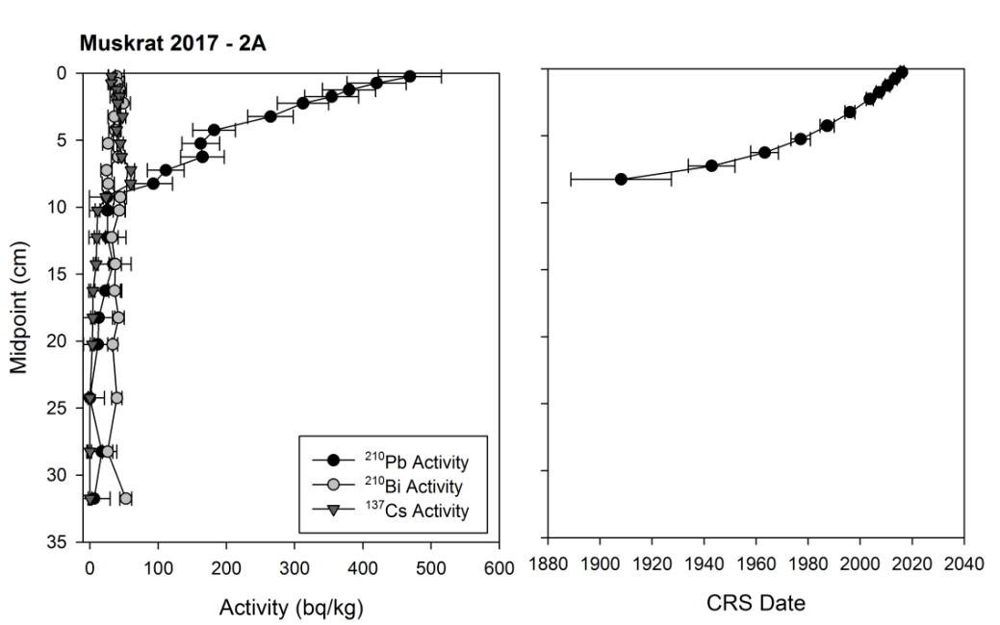 Muskrat 2017 - 2A
0
5
10
15
20
25
30
35
Midpoint (cm)
0 100 200 300 400 500 600
Activity (bq/kg)
210Pb Activity
210Bi Activity
137Cs Activity
1880 1900 1920 1940 1960 1980 2000 2020 2040
CRS Date